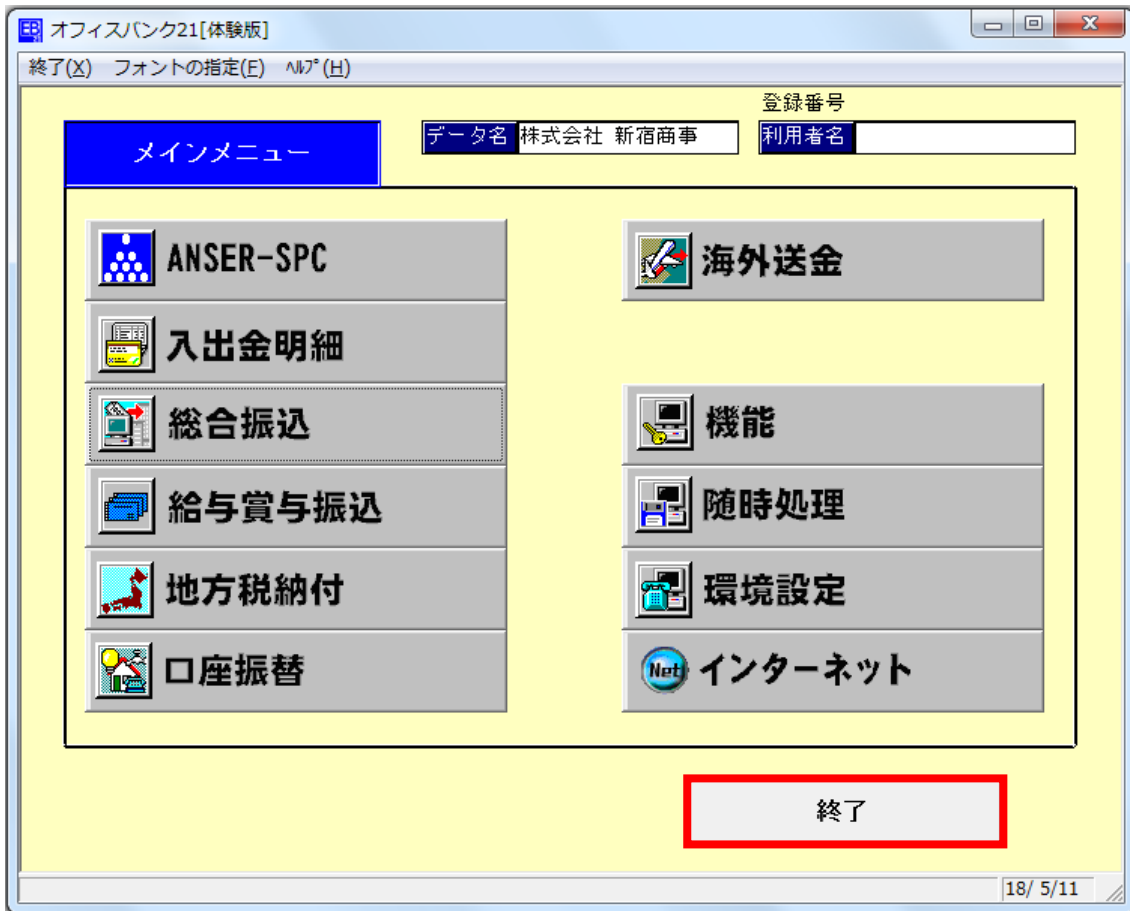 EB オフィスバンク21[体験版]
終了(X) フォントの指定(F) ﾍﾙﾌﾟ(H)
登録番号
メインメニュー
データ名 株式会社 新宿商事 利用者名
ANSER-SPC
入出金明細
総合振込
給与賞与振込
地方税納付
口座振替
海外送金
機能
随時処理
環境設定
Net インターネット
終了
18/ 5/11